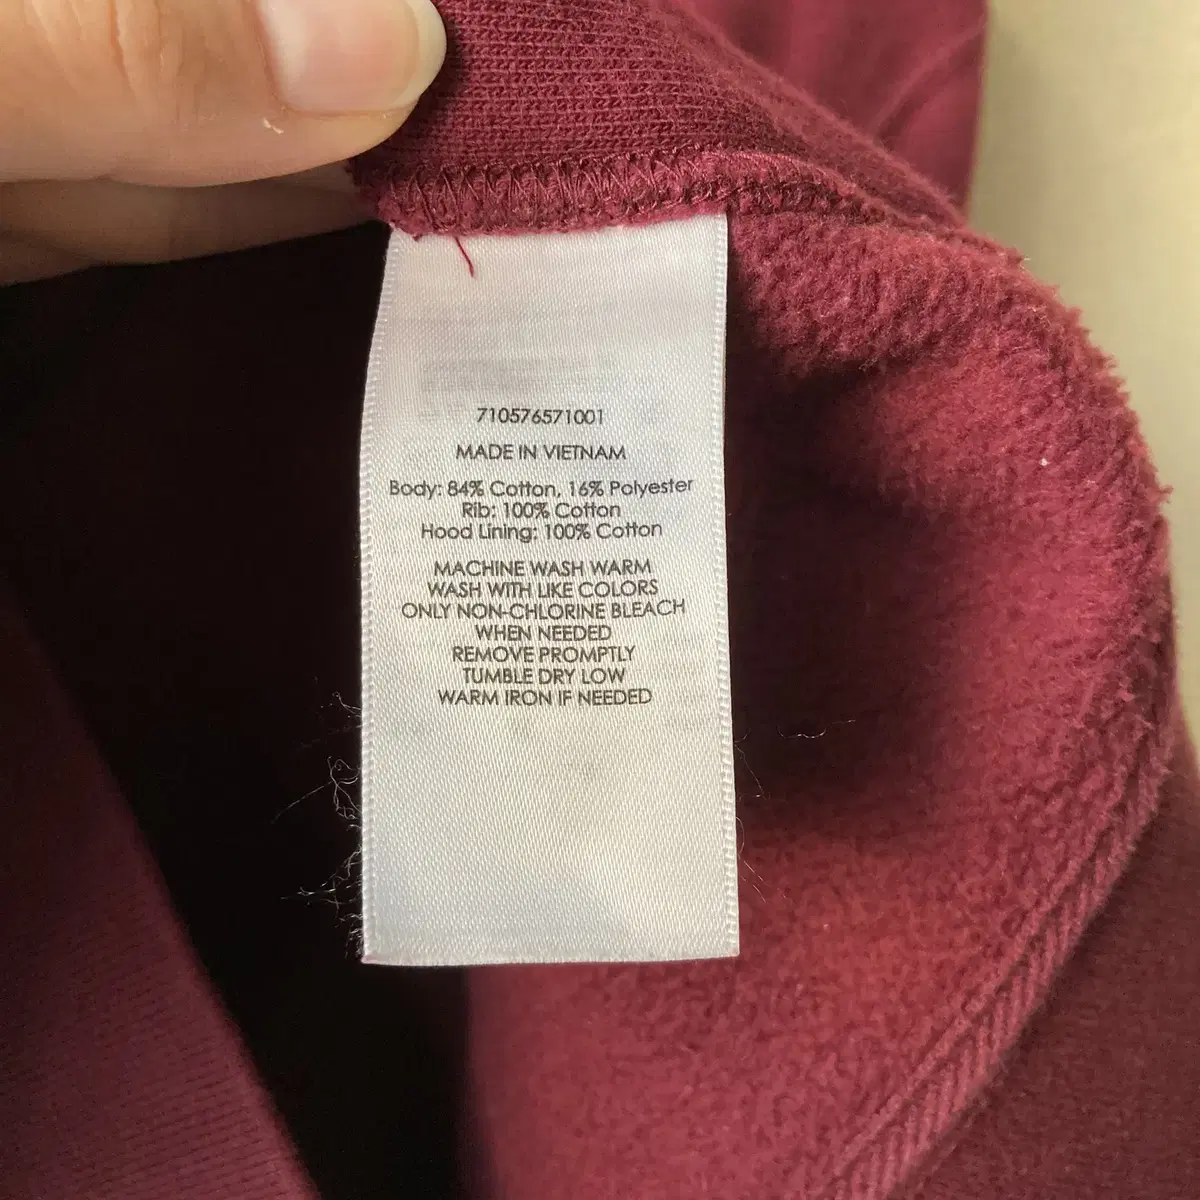 710576571001
MADE IN VIETNAM
Body: 84% Cotton, 16% Polyester
Rib: 100% Cotton
Hood Lining: 100% Cotton
MACHINE WASH WARM
WASH WITH LIKE COLORS
ONLY NON-CHLORINE BLEACH
WHEN NEEDED
REMOVE PROMPTLY
TUMBLE DRY LOW
WARM IRON IF NEEDED